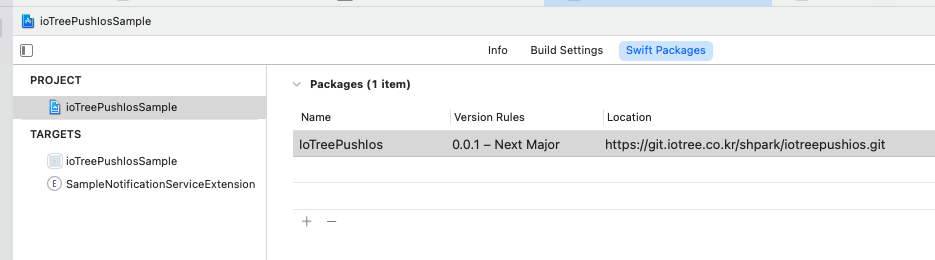 ioTreePushIosSample
Info Build Settings Swift Packages
PROJECT
ioTreePushIosSample
TARGETS
ioTreePushIosSample
E SampleNotificationServiceExtension
Packages (1 item)
Name Version Rules Location
IoTreePushIos 0.0.1 – Next Major https://git.iotree.co.kr/shpark/iotreepushios.git
+ −